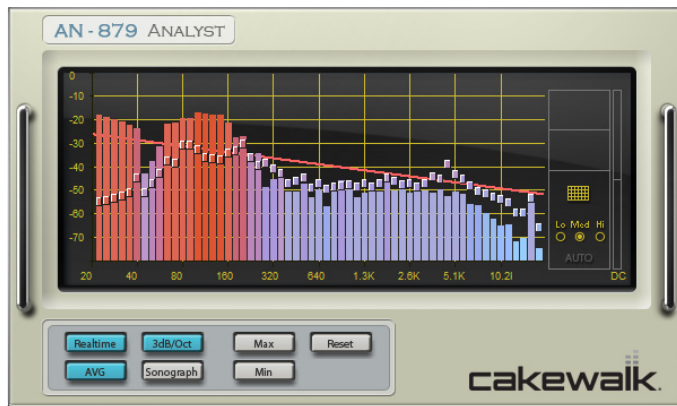 AN - 879 ANALYST
0
-10
-20
-30
-40
-50
-60
-70
Lo Med Hi
AUTO
20 40 80 160 320 640 1.3K 2.6K 5.1K 10.2I DC
Realtime 3dB/Oct Max Reset
AVG Sonograph Min
cakewalk.